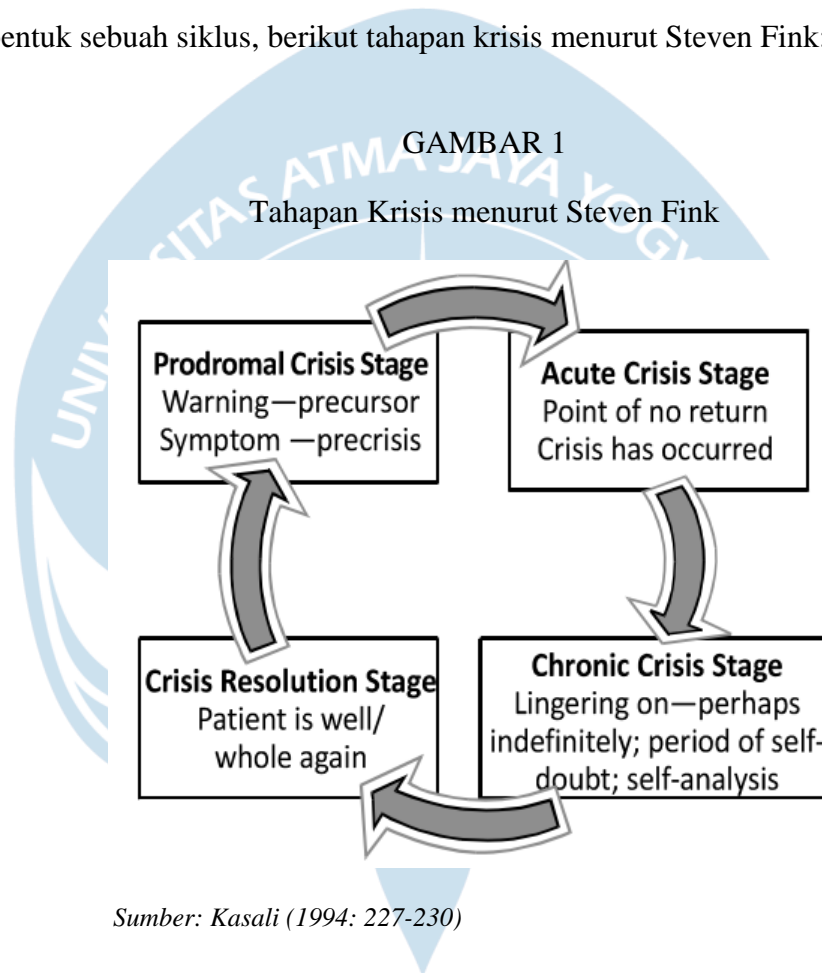 entuk sebuah siklus, berikut tahapan krisis menurut Steven Fink:
GAMBAR 1
Tahapan Krisis menurut Steven Fink
Prodromal Crisis Stage
Warning—precursor
Symptom —precrisis
Acute Crisis Stage
Point of no return
Crisis has occurred
Chronic Crisis Stage
Lingering on—perhaps
indefinitely; period of self-
doubt; self-analysis
Crisis Resolution Stage
Patient is well/
whole again
Sumber: Kasali (1994: 227-230)